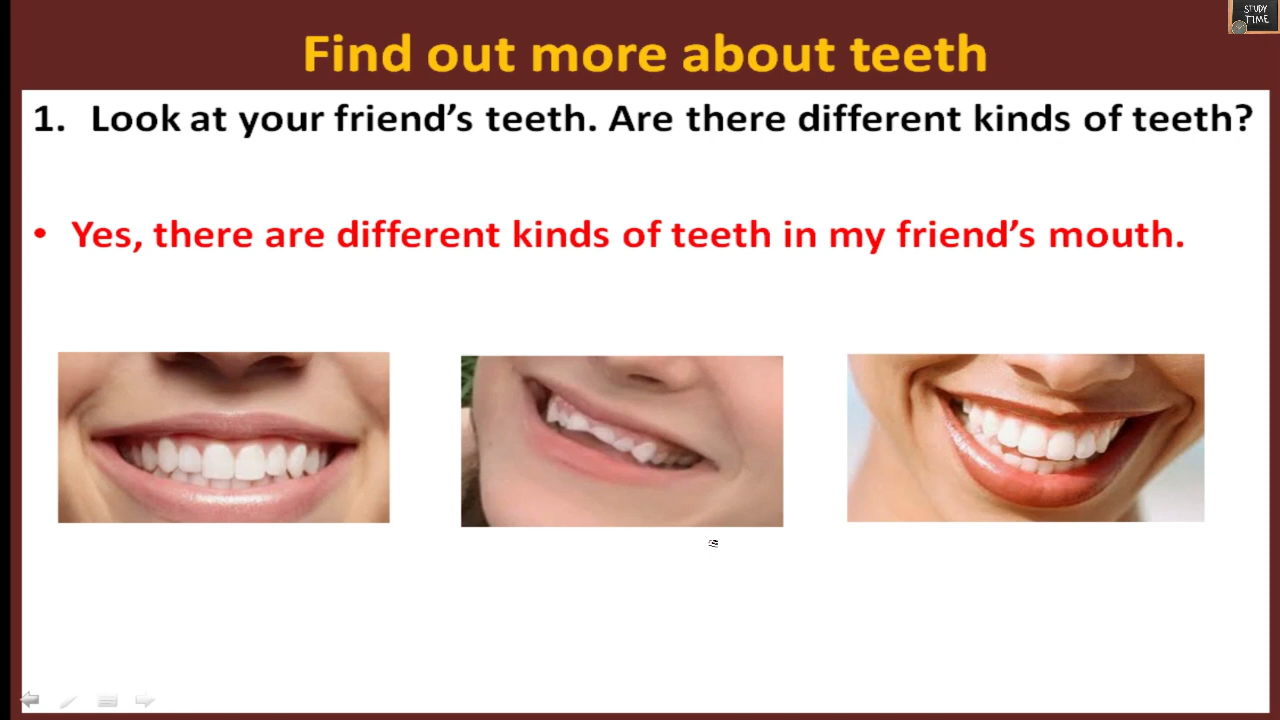 STUDY
TIME
Find out more about teeth
1. Look at your friend’s teeth. Are there different kinds of teeth?
• Yes, there are different kinds of teeth in my friend’s mouth.